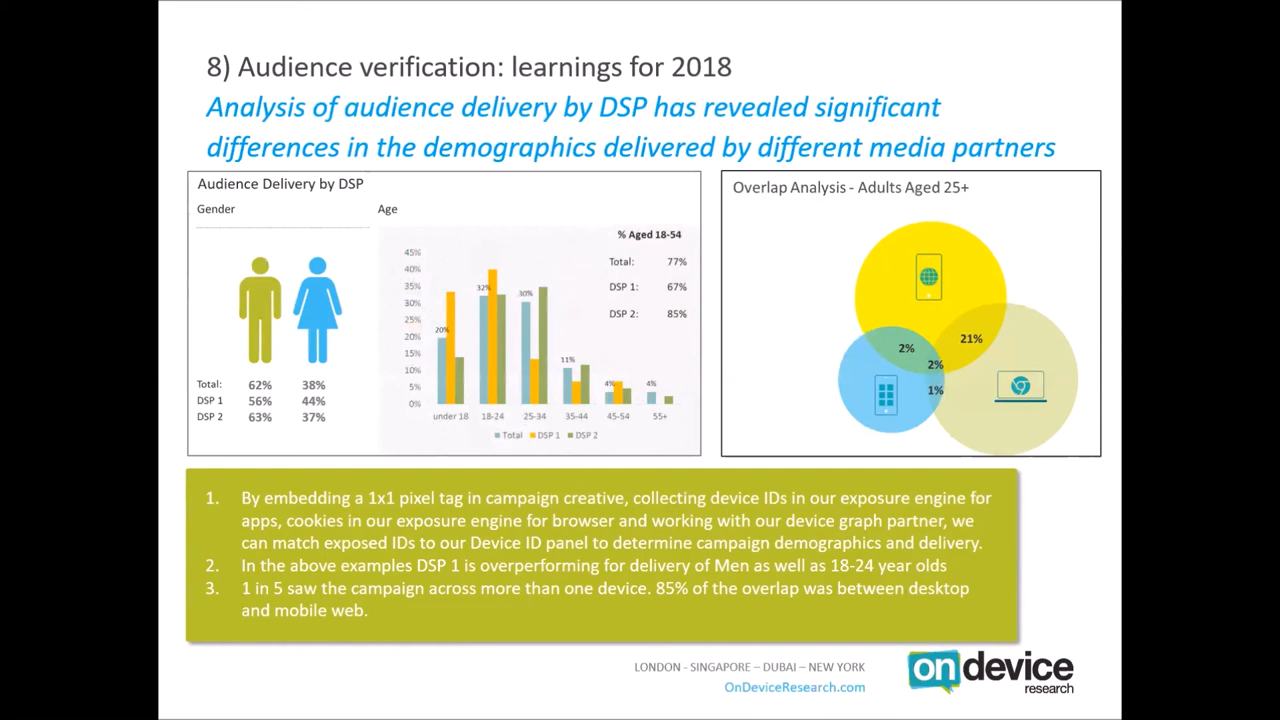 8) Audience verification: learnings for 2018
Analysis of audience delivery by DSP has revealed significant
differences in the demographics delivered by different media partners
Audience Delivery by DSP
Gender
Age
Total: 62% 38%
DSP 1 56% 44%
DSP 2 63% 37%
% Aged 18-54
Total: 77%
DSP 1: 67%
DSP 2: 85%
45%
40%
35%
30%
25%
20%
15%
10%
5%
0%
20%
32%
30%
11%
4%
4%
under 18 18-24 25-34 35-44 45-54 55+
Total DSP 1 DSP 2
Overlap Analysis - Adults Aged 25+
21%
2%
2%
1%
1. By embedding a 1x1 pixel tag in campaign creative, collecting device IDs in our exposure engine for
apps, cookies in our exposure engine for browser and working with our device graph partner, we
can match exposed IDs to our Device ID panel to determine campaign demographics and delivery.
2. In the above examples DSP 1 is overperforming for delivery of Men as well as 18-24 year olds
3. 1 in 5 saw the campaign across more than one device. 85% of the overlap was between desktop
and mobile web.
LONDON - SINGAPORE – DUBAI – NEW YORK
OnDeviceResearch.com
on device
research